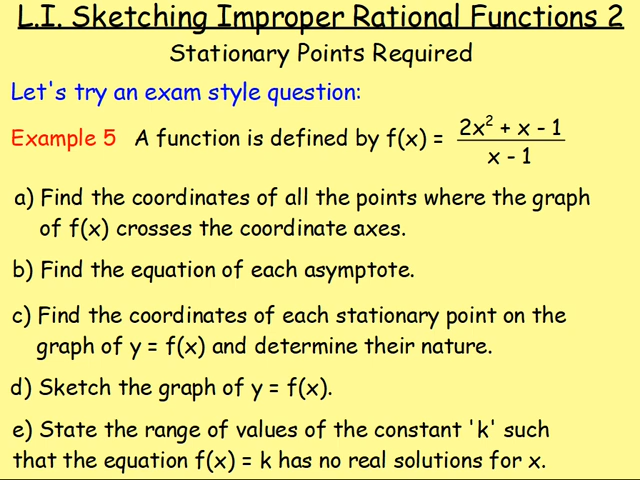 L.I. Sketching Improper Rational Functions 2
Stationary Points Required
Let's try an exam style question:
Example 5 A function is defined by f(x) = 2x² + x - 1
x - 1
a) Find the coordinates of all the points where the graph
of f(x) crosses the coordinate axes.
b) Find the equation of each asymptote.
c) Find the coordinates of each stationary point on the
graph of y = f(x) and determine their nature.
d) Sketch the graph of y = f(x).
e) State the range of values of the constant 'k' such
that the equation f(x) = k has no real solutions for x.